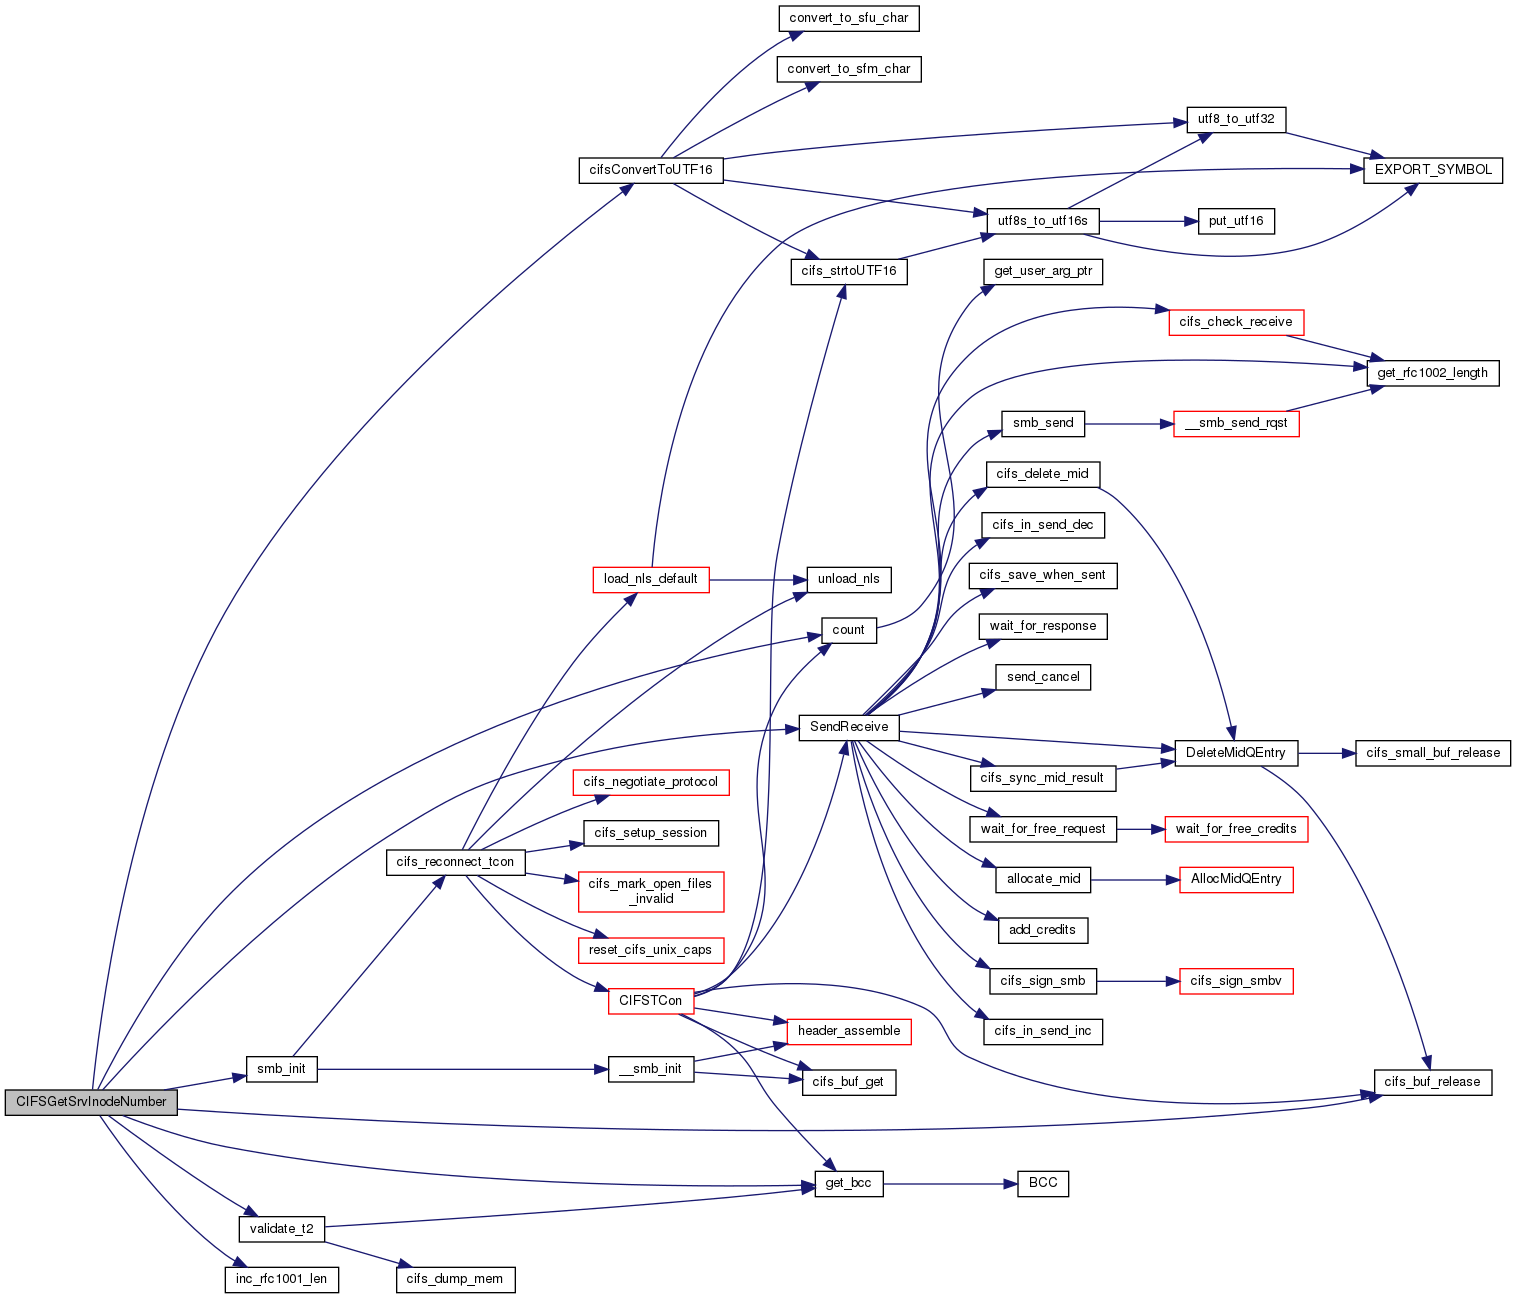 convert_to_sfu_char
convert_to_sfm_char
utf8_to_utf32
cifsConvertToUTF16
EXPORT_SYMBOL
utf8s_to_utf16s
put_utf16
cifs_strtoUTF16
get_user_arg_ptr
cifs_check_receive
get_rfc1002_length
smb_send
__smb_send_rqst
cifs_delete_mid
cifs_in_send_dec
load_nls_default
unload_nls
cifs_save_when_sent
count
wait_for_response
send_cancel
SendReceive
DeleteMidQEntry
cifs_small_buf_release
cifs_negotiate_protocol
cifs_sync_mid_result
cifs_setup_session
wait_for_free_request
wait_for_free_credits
cifs_reconnect_tcon
cifs_mark_open_files
_invalid
allocate_mid
AllocMidQEntry
add_credits
reset_cifs_unix_caps
cifs_sign_smb
cifs_sign_smbv
CIFSTCon
header_assemble
cifs_in_send_inc
smb_init
__smb_init
cifs_buf_get
cifs_buf_release
CIFSGetSrvInodeNumber
get_bcc
BCC
validate_t2
inc_rfc1001_len
cifs_dump_mem